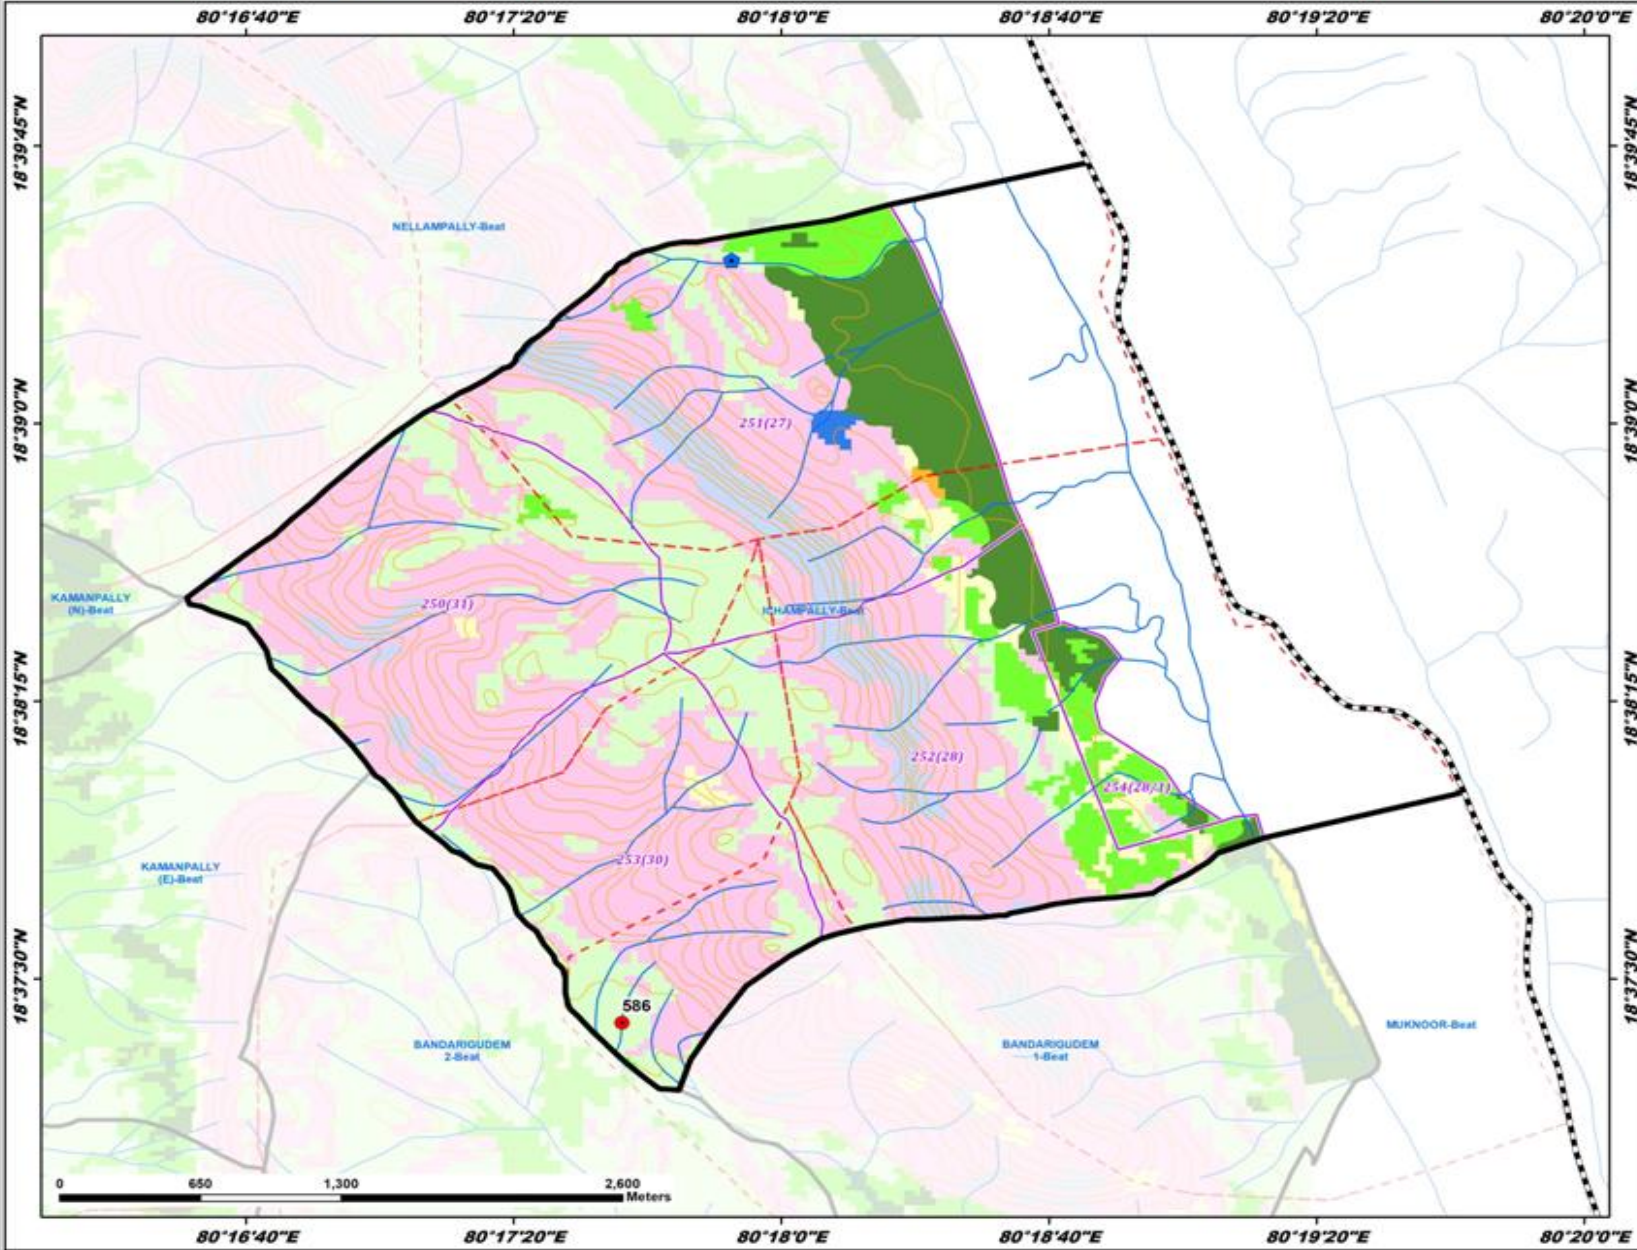 80°16'40"E 80°17'20"E 80°18'0"E 80°18'40"E 80°19'20"E 80°20'0"E
18°39'45"N
18°39'45"N
NELLAMPALLY-Beat
251(27)
18°39'0"N
18°39'0"N
KAMANPALLY
(N)-Beat
250(31)
ICHAMPALLY-Beat
18°38'15"N
18°38'15"N
252(28)
254(28/1)
253(30)
KAMANPALLY
(E)-Beat
18°37'30"N
18°37'30"N
586
BANDARIGUDEM
2-Beat
BANDARIGUDEM
1-Beat
MUKNOOR-Beat
0 650 1,300 2,600
Meters
80°16'40"E 80°17'20"E 80°18'0"E 80°18'40"E 80°19'20"E 80°20'0"E